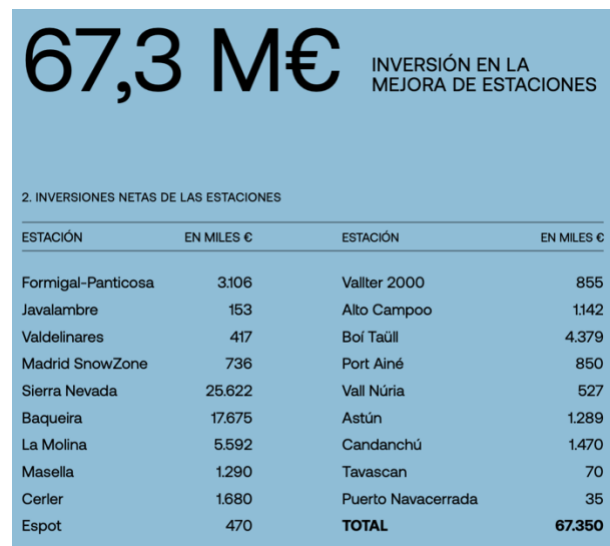 67,3 M€
INVERSIÓN EN LA
MEJORA DE ESTACIONES
2. INVERSIONES NETAS DE LAS ESTACIONES
ESTACIÓN EN MILES € ESTACIÓN EN MILES €
Formigal-Panticosa 3.106 Vallter 2000 855
Javalambre 153 Alto Campoo 1.142
Valdelinares 417 Boí Taüll 4.379
Madrid SnowZone 736 Port Ainé 850
Sierra Nevada 25.622 Vall Núria 527
Baqueira 17.675 Astún 1.289
La Molina 5.592 Candanchú 1.470
Masella 1.290 Tavascan 70
Cerler 1.680 Puerto Navacerrada 35
Espot 470 TOTAL 67.350